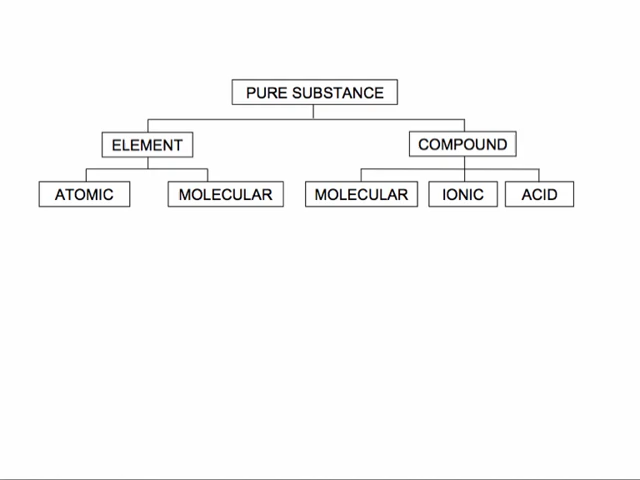 PURE SUBSTANCE
ELEMENT
COMPOUND
ATOMIC
MOLECULAR
MOLECULAR
IONIC
ACID